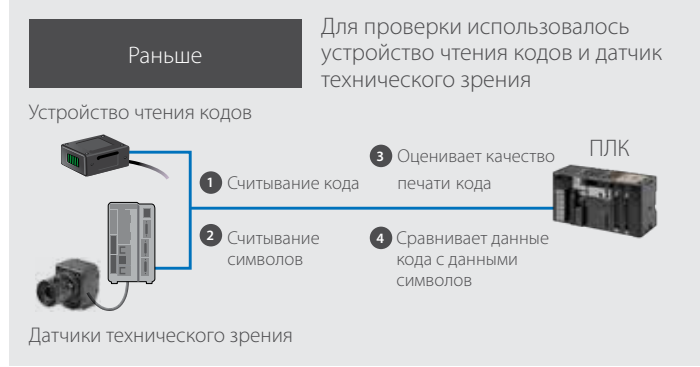 Раньше
Для проверки использовалось
устройство чтения кодов и датчик
технического зрения
Устройство чтения кодов
1 Считывание кода
2 Считывание
символов
3 Оценивает качество
печати кода
4 Сравнивает данные
кода с данными
символов
ПЛК
Датчики технического зрения